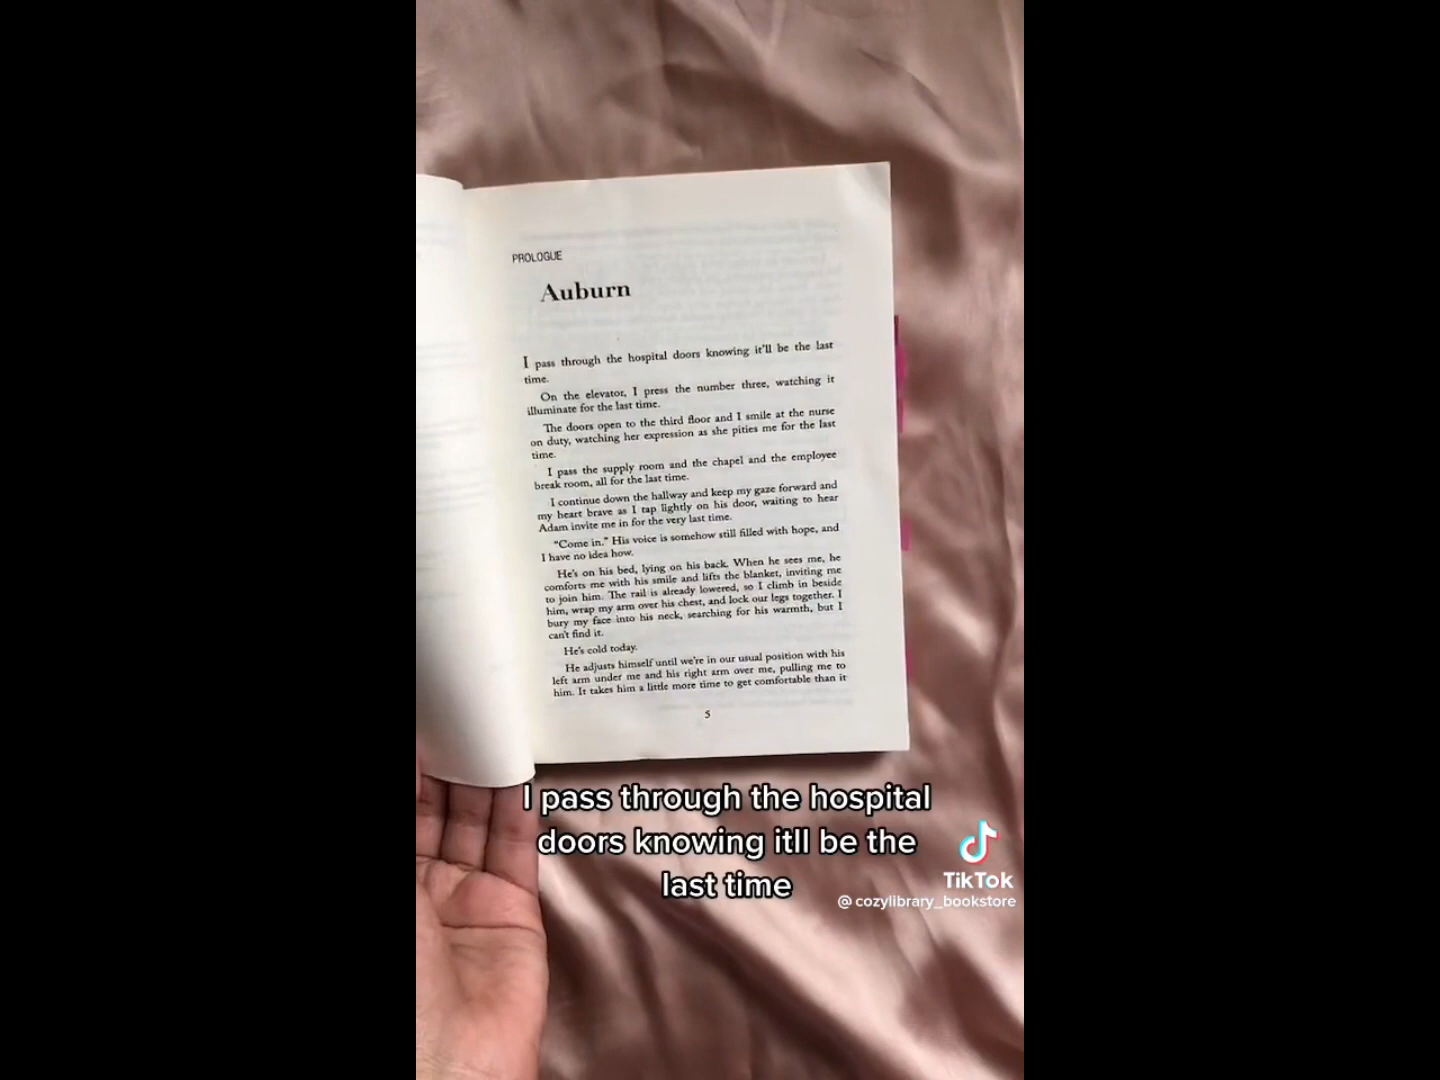 PROLOGUE
Auburn
I pass through the hospital doors knowing it'll be the last
time.
On the elevator, I press the number three, watching it
illuminate for the last time.
The doors open to the third floor and I smile at the nurse
on duty, watching her expression as she pities me for the last
time.
I pass the supply room and the chapel and the employee
break room, all for the last time.
I continue down the hallway and keep my gaze forward and
my heart brave as I tap lightly on his door, waiting to hear
Adam invite me in for the very last time.
"Come in." His voice is somehow still filled with hope, and
I have no idea how.
He's on his bed, lying on his back. When he sees me, he
comforts me with his smile and lifts the blanket, inviting me
to join him. The rail is already lowered, so I climb in beside
him, wrap my arm over his chest, and lock our legs together. I
bury my face into his neck, searching for his warmth, but I
can't find it.
He's cold today.
He adjusts himself until we're in our usual position with his
left arm under me and his right arm over me, pulling me to
him. It takes him a little more time to get comfortable than it
5
I pass through the hospital
doors knowing itll be the
last time
TikTok
@ cozylibrary_bookstore